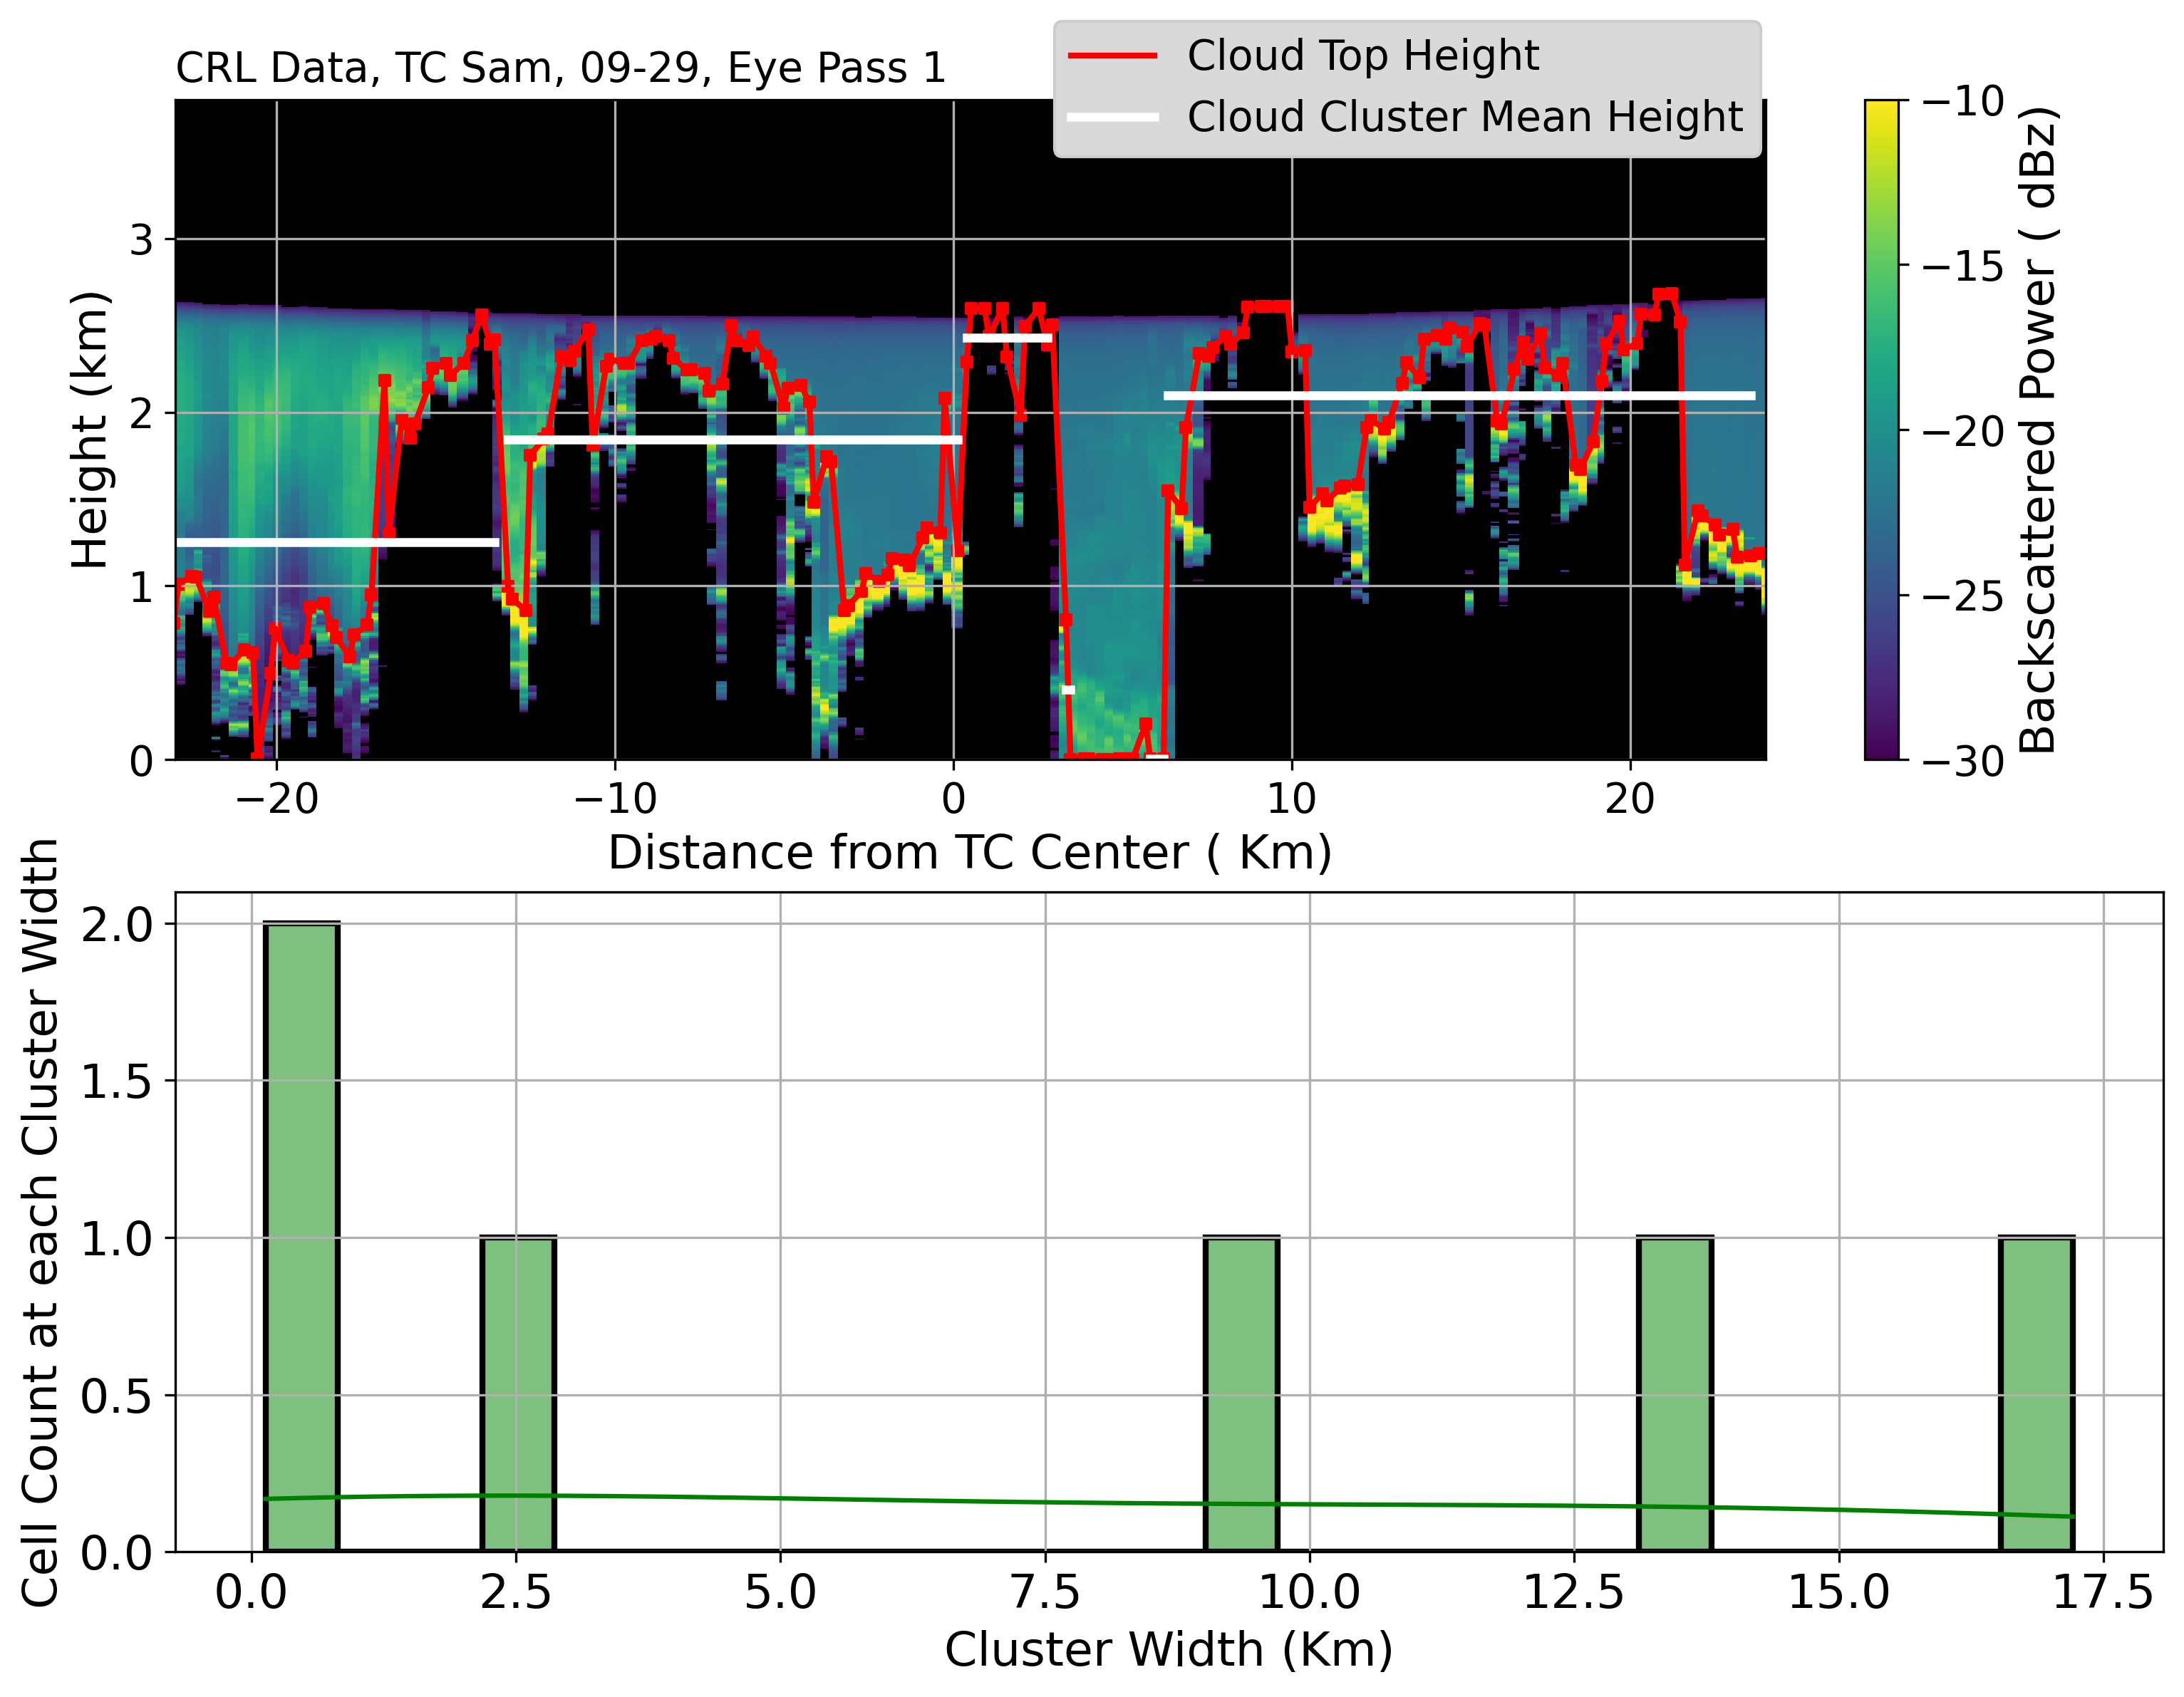 CRL Data, TC Sam, 09-29, Eye Pass 1
Cloud Top Height
Cloud Cluster Mean Height
3
2
1
0
Height (km)
−20 −10 0 10 20
Distance from TC Center ( Km)
−10
−15
−20
−25
−30
Backscattered Power ( dBz)
2.0
1.5
1.0
0.5
0.0
Cell Count at each Cluster Width
0.0 2.5 5.0 7.5 10.0 12.5 15.0 17.5
Cluster Width (Km)